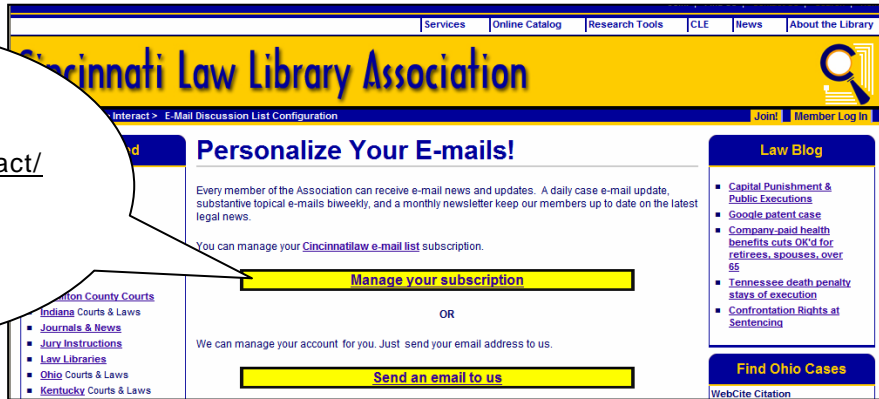 Services Online Catalog Research Tools CLE News About the Library
Cincinnati Law Library Association
Interact > E-Mail Discussion List Configuration
Join! Member Log In
act/
Personalize Your E-mails!
Every member of the Association can receive e-mail news and updates. A daily case e-mail update,
substantive topical e-mails biweekly, and a monthly newsletter keep our members up to date on the latest
legal news.
You can manage your Cincinnatilaw e-mail list subscription.
Manage your subscription
OR
We can manage your account for you. Just send your email address to us.
Send an email to us
County Courts
Indiana Courts & Laws
Journals & News
Jury Instructions
Law Libraries
Ohio Courts & Laws
Kentucky Courts & Laws
Law Blog
Capital Punishment &
Public Executions
Google patent case
Company-paid health
benefits cuts OK'd for
retirees, spouses, over
65
Tennessee death penalty
stays of execution
Confrontation Rights at
Sentencing
Find Ohio Cases
WebCite Citation